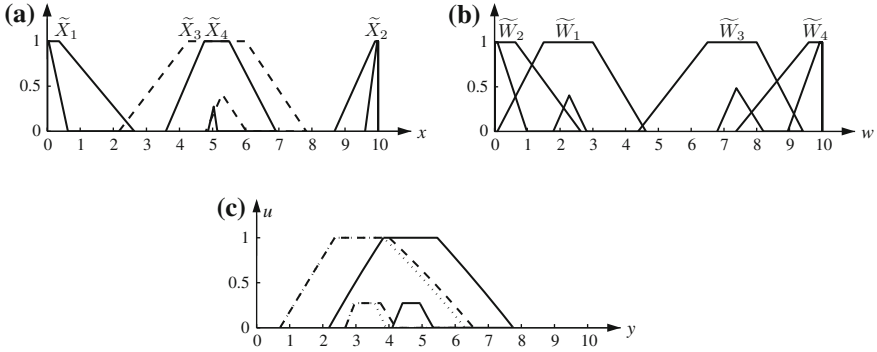 (a)
X̃₁ X̃₃ X̃₄ X̃₂
1
0.5
0
0 1 2 3 4 5 6 7 8 9 10 x
(b)
W̃₂ W̃₁ W̃₃ W̃₄
1
0.5
0
0 1 2 3 4 5 6 7 8 9 10 w
(c)
u
1
0.5
0
0 1 2 3 4 5 6 7 8 9 10 y